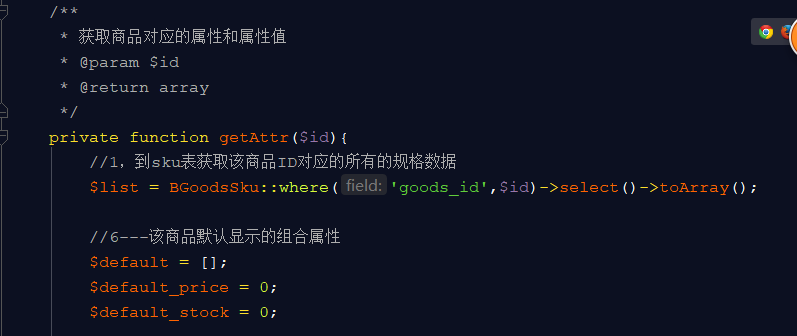 /**
 * 获取商品对应的属性和属性值
 * @param $id
 * @return array
 */
private function getAttr($id){
//1，到sku表获取该商品ID对应的所有的规格数据
$list = BGoodsSku::where( field: 'goods_id',$id)->select()->toArray();
//6---该商品默认显示的组合属性
$default = [];
$default_price = 0;
$default_stock = 0;